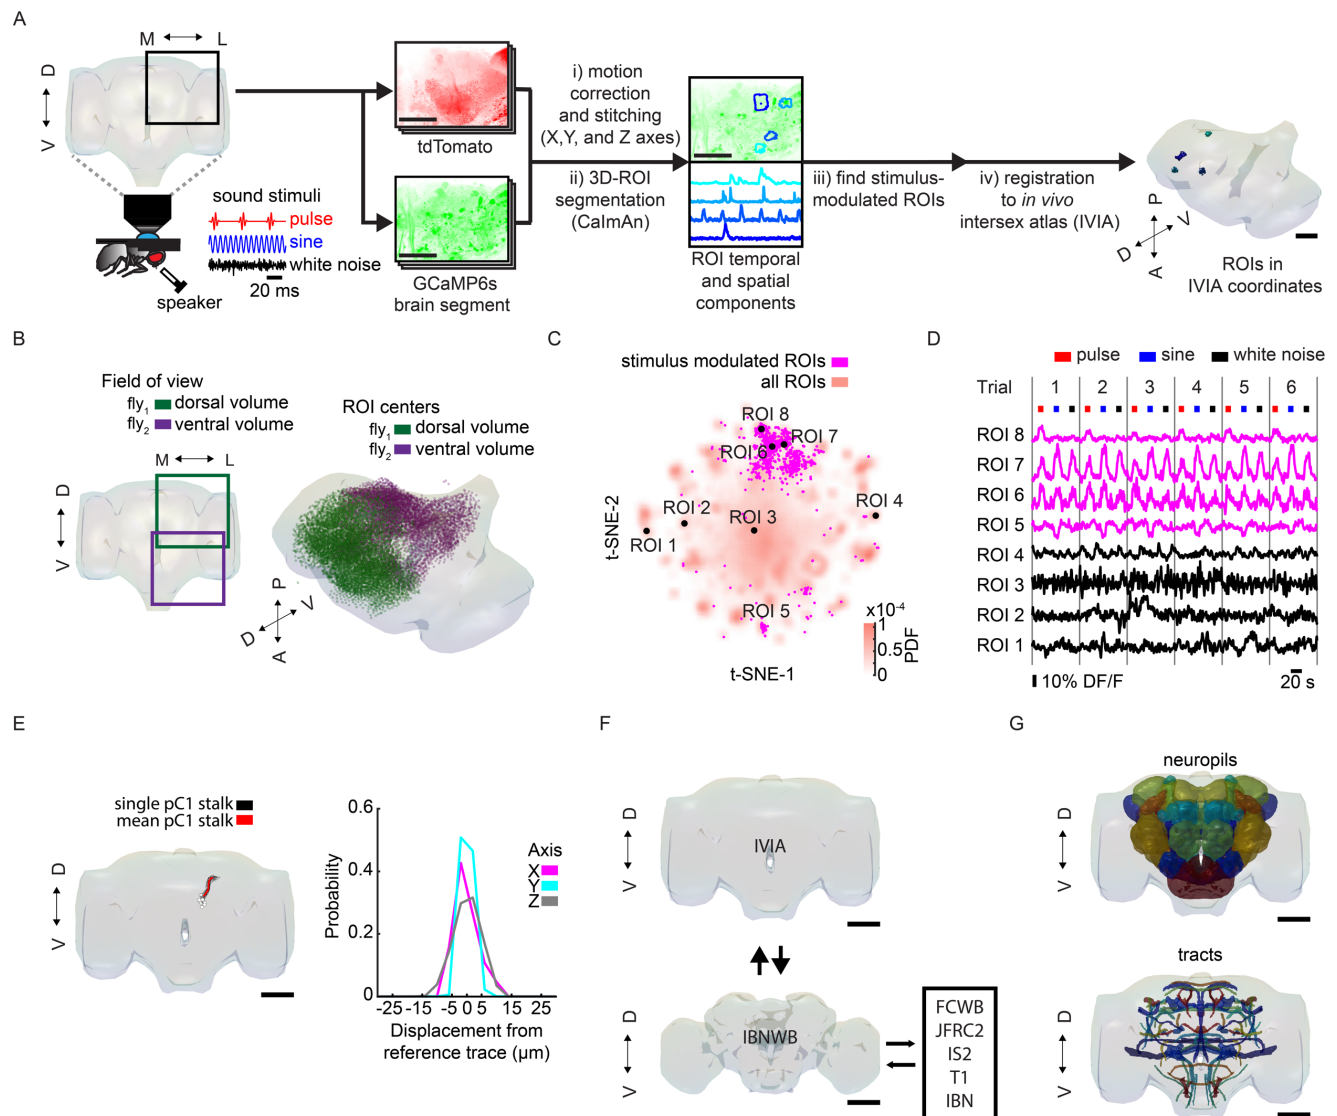 A
M
L
D
V
sound stimuli
pulse
sine
white noise
20 ms
speaker
tdTomato
GCaMP6s
brain segment
i) motion
correction
and stitching
(X,Y, and Z axes)
ii) 3D-ROI
segmentation
(CaImAn)
ROI temporal
and spatial
components
iii) find stimulus-
modulated ROIs
iv) registration
to in vivo
intersex atlas (IVIA)
P
V
D
A
ROIs in
IVIA coordinates
B
Field of view
fly1 dorsal volume
fly2 ventral volume
M
L
D
V
ROI centers
fly1 dorsal volume
fly2 ventral volume
P
V
D
A
C
stimulus modulated ROIs
all ROIs
ROI 8
ROI 7
ROI 6
ROI 4
ROI 2
ROI 3
ROI 1
ROI 5
t-SNE-2
t-SNE-1
x10-4
1
0.5
0
PDF
D
pulse
sine
white noise
Trial
1 2 3 4 5 6
ROI 8
ROI 7
ROI 6
ROI 5
ROI 4
ROI 3
ROI 2
ROI 1
10% DF/F
20 s
E
single pC1 stalk
mean pC1 stalk
D
V
0.6
0.4
0.2
0
Probability
Axis
X
Y
Z
-25 -15 -5 5 15 25
Displacement from
reference trace (µm)
F
D
V
IVIA
D
V
IBNWB
FCWB
JFRC2
IS2
T1
IBN
G
neuropils
D
V
tracts
D
V